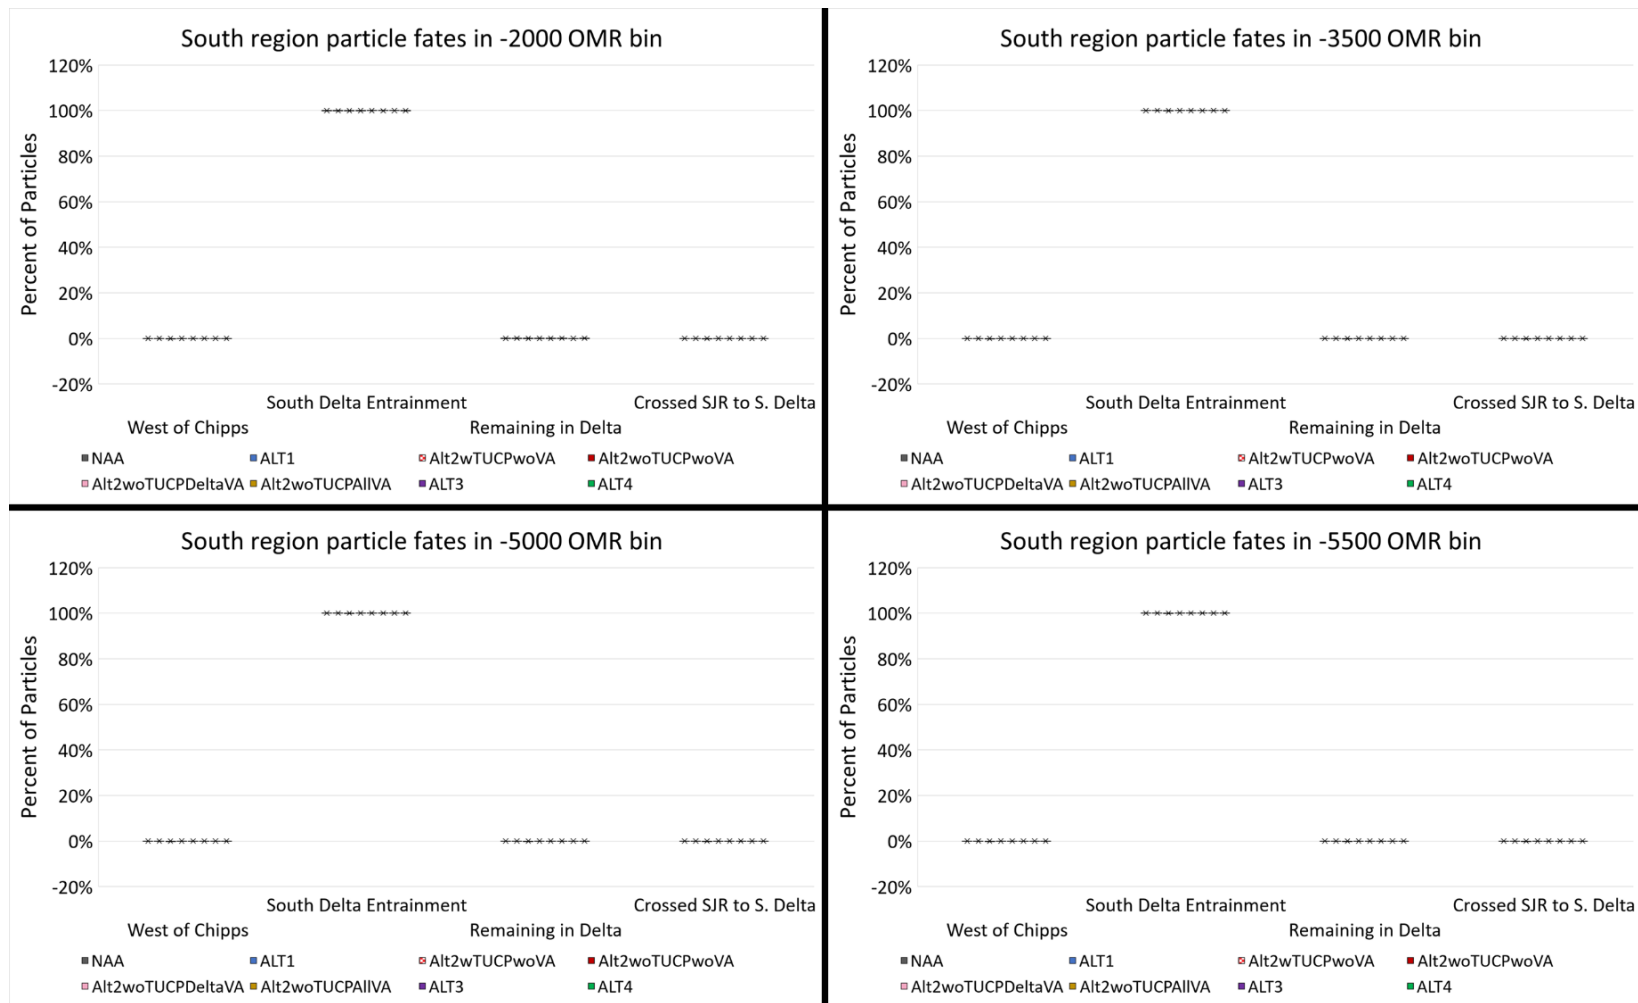 South region particle fates in -2000 OMR bin
120%
100%
80%
60%
40%
20%
0%
-20%
Percent of Particles
South Delta Entrainment Crossed SJR to S. Delta
West of Chipps Remaining in Delta
NAA ALT1 Alt2wTUCPwoVA Alt2woTUCPwoVA
Alt2woTUCPDeltaVA Alt2woTUCPAllVA ALT3 ALT4
South region particle fates in -3500 OMR bin
120%
100%
80%
60%
40%
20%
0%
-20%
Percent of Particles
South Delta Entrainment Crossed SJR to S. Delta
West of Chipps Remaining in Delta
NAA ALT1 Alt2wTUCPwoVA Alt2woTUCPwoVA
Alt2woTUCPDeltaVA Alt2woTUCPAllVA ALT3 ALT4
South region particle fates in -5000 OMR bin
120%
100%
80%
60%
40%
20%
0%
-20%
Percent of Particles
South Delta Entrainment Crossed SJR to S. Delta
West of Chipps Remaining in Delta
NAA ALT1 Alt2wTUCPwoVA Alt2woTUCPwoVA
Alt2woTUCPDeltaVA Alt2woTUCPAllVA ALT3 ALT4
South region particle fates in -5500 OMR bin
120%
100%
80%
60%
40%
20%
0%
-20%
Percent of Particles
South Delta Entrainment Crossed SJR to S. Delta
West of Chipps Remaining in Delta
NAA ALT1 Alt2wTUCPwoVA Alt2woTUCPwoVA
Alt2woTUCPDeltaVA Alt2woTUCPAllVA ALT3 ALT4